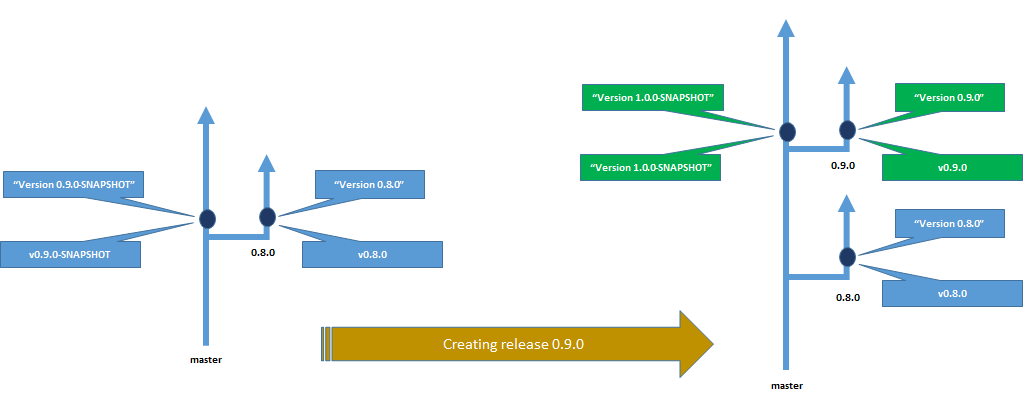 “Version 0.9.0-SNAPSHOT”
“Version 0.8.0”
v0.9.0-SNAPSHOT
0.8.0
v0.8.0
master
Creating release 0.9.0
“Version 1.0.0-SNAPSHOT”
“Version 0.9.0”
“Version 1.0.0-SNAPSHOT”
0.9.0
v0.9.0
“Version 0.8.0”
0.8.0
v0.8.0
master